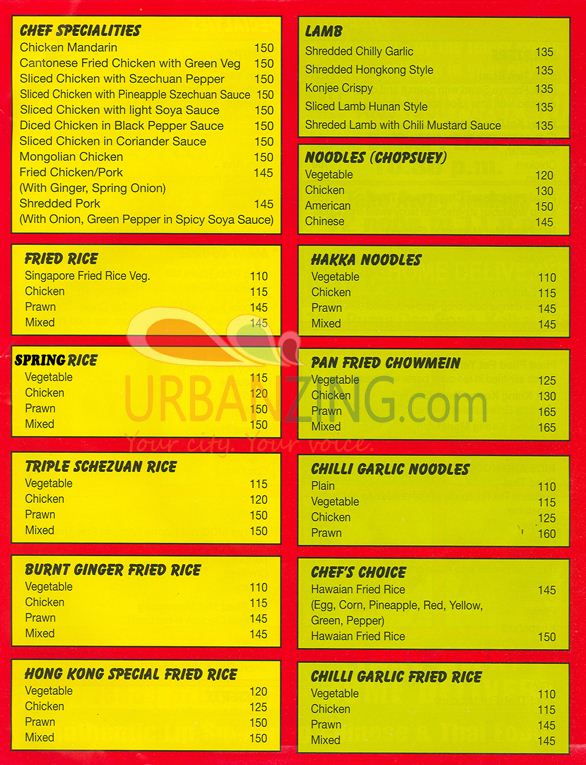 CHEF SPECIALITIES
Chicken Mandarin 150
Cantonese Fried Chicken with Green Veg 150
Sliced Chicken with Szechuan Pepper 150
Sliced Chicken with Pineapple Szechuan Sauce 150
Sliced Chicken with light Soya Sauce 150
Diced Chicken in Black Pepper Sauce 150
Sliced Chicken in Coriander Sauce 150
Mongolian Chicken 150
Fried Chicken/Pork 145
(With Ginger, Spring Onion)
Shredded Pork 145
(With Onion, Green Pepper in Spicy Soya Sauce)
FRIED RICE
Singapore Fried Rice Veg. 110
Chicken 115
Prawn 145
Mixed 145
SPRING RICE
Vegetable 115
Chicken 120
Prawn 150
Mixed 150
TRIPLE SCHEZUAN RICE
Vegetable 115
Chicken 120
Prawn 150
Mixed 150
BURNT GINGER FRIED RICE
Vegetable 110
Chicken 115
Prawn 145
Mixed 145
HONG KONG SPECIAL FRIED RICE
Vegetable 120
Chicken 125
Prawn 150
Mixed 150
LAMB
Shredded Chilly Garlic 135
Shredded Hongkong Style 135
Konjee Crispy 135
Sliced Lamb Hunan Style 135
Shreded Lamb with Chili Mustard Sauce 135
NOODLES (CHOPSUEY)
Vegetable 120
Chicken 130
American 150
Chinese 145
HAKKA NOODLES
Vegetable 110
Chicken 115
Prawn 145
Mixed 145
PAN FRIED CHOWMEIN
Vegetable 125
Chicken 130
Prawn 165
Mixed 165
CHILLI GARLIC NOODLES
Plain 110
Vegetable 115
Chicken 125
Prawn 160
CHEF'S CHOICE
Hawaian Fried Rice 145
(Egg, Corn, Pineapple, Red, Yellow,
Green, Pepper)
Hawaian Fried Rice 150
CHILLI GARLIC FRIED RICE
Vegetable 110
Chicken 115
Prawn 145
Mixed 145
URBANZING.com
Your city. Your voice.